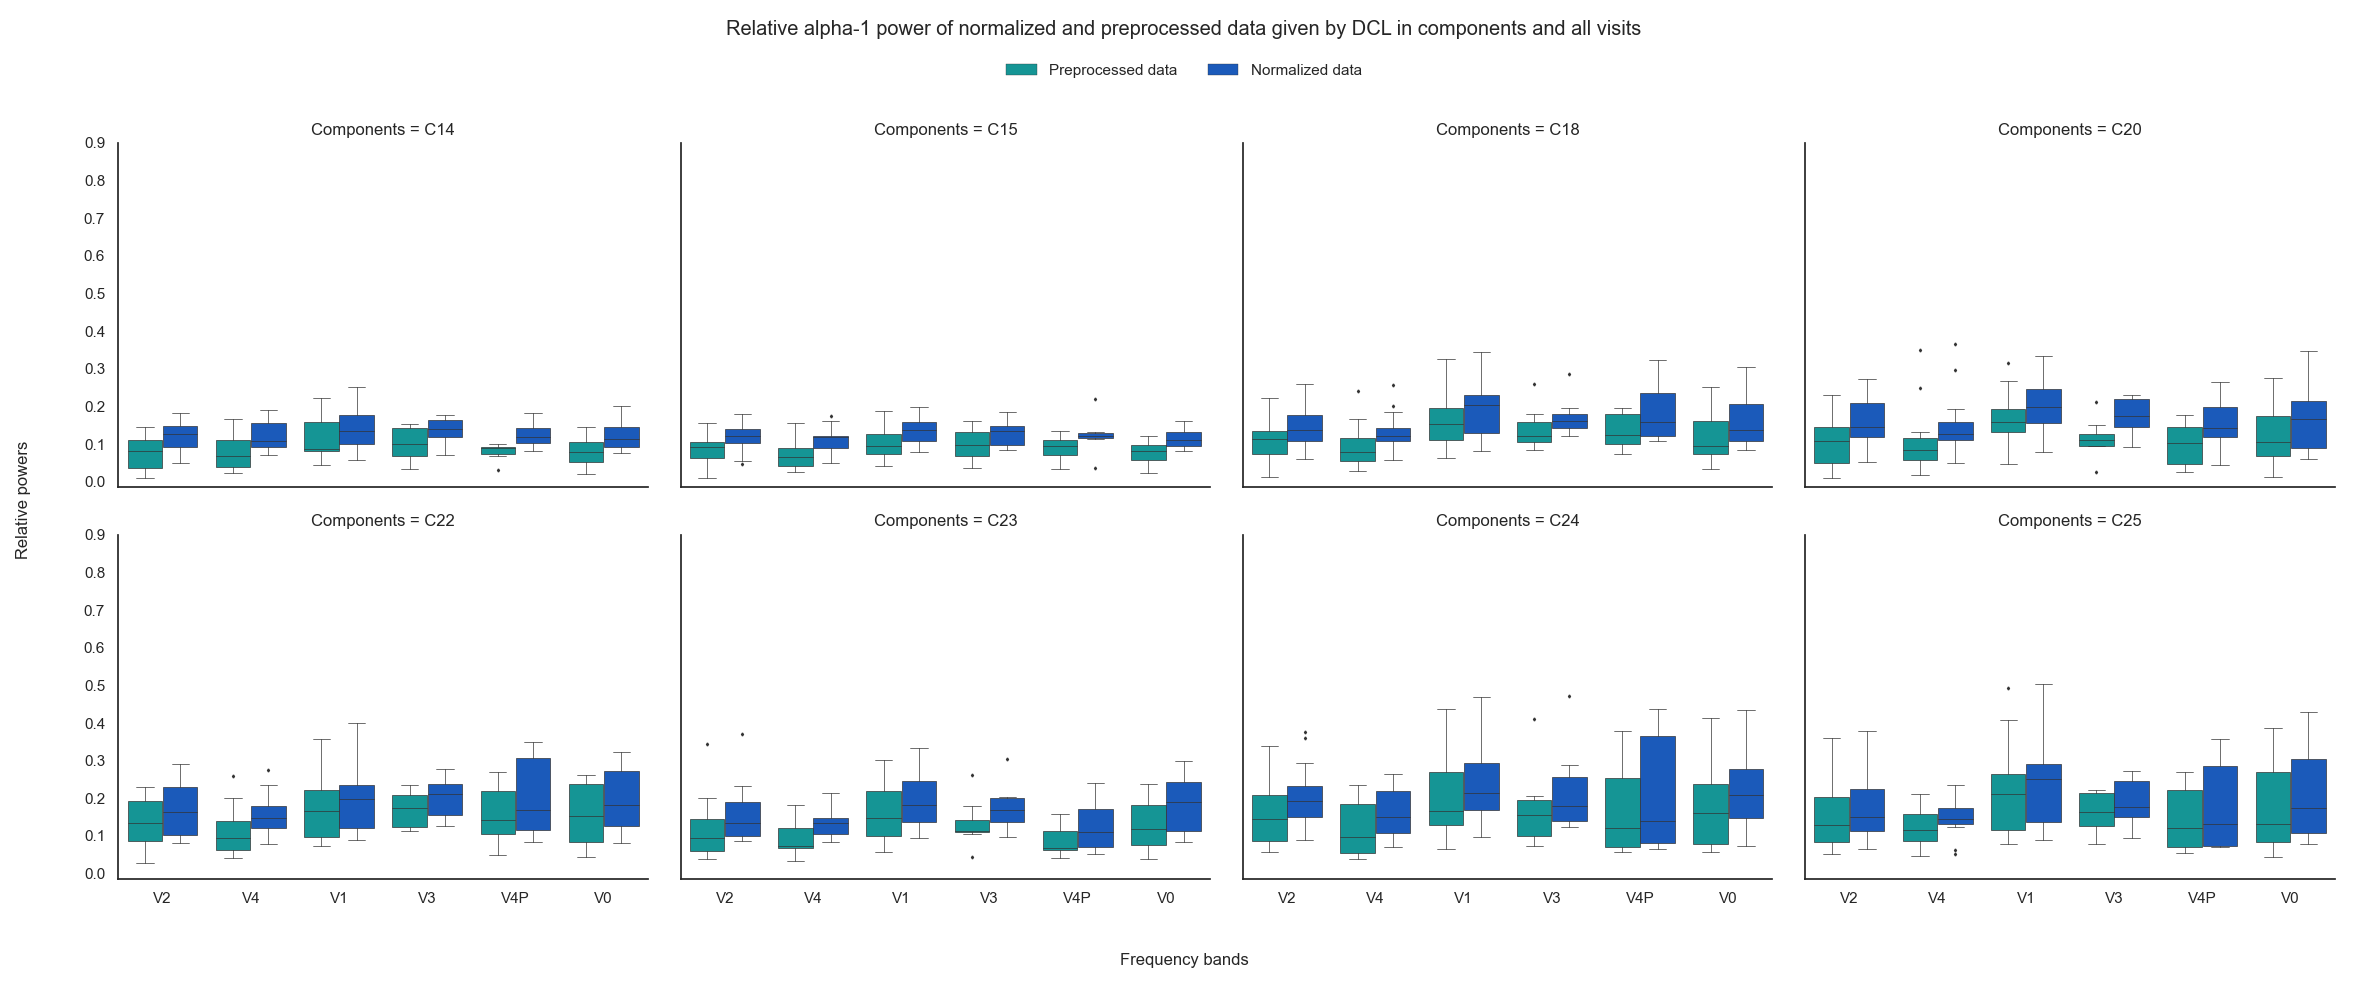 Relative alpha-1 power of normalized and preprocessed data given by DCL in components and all visits
Preprocessed data Normalized data
Components = C14 Components = C15 Components = C18 Components = C20
0.9
0.8
0.7
0.6
0.5
0.4
0.3
0.2
0.1
0.0
Relative powers
Components = C22 Components = C23 Components = C24 Components = C25
0.9
0.8
0.7
0.6
0.5
0.4
0.3
0.2
0.1
0.0
V2 V4 V1 V3 V4P V0 V2 V4 V1 V3 V4P V0 V2 V4 V1 V3 V4P V0 V2 V4 V1 V3 V4P V0
Frequency bands